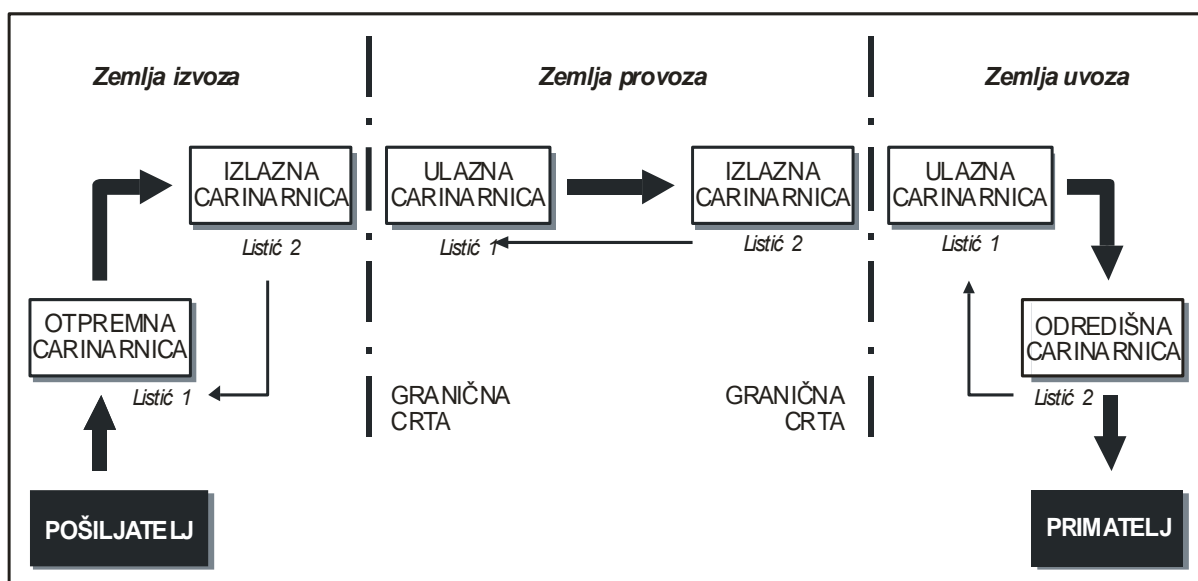 Zemlja izvoza
Zemlja provoza
Zemlja uvoza
IZLAZNA
CARINARNICA
ULAZNA
CARINARNICA
IZLAZNA
CARINARNICA
ULAZNA
CARINARNICA
Listić 2
Listić 1
Listić 2
Listić 1
OTPREMNA
CARINARNICA
ODREDIŠNA
CARINARNICA
Listić 1
GRANIČNA
CRTA
GRANIČNA
CRTA
Listić 2
POŠILJATELJ
PRIMATELJ